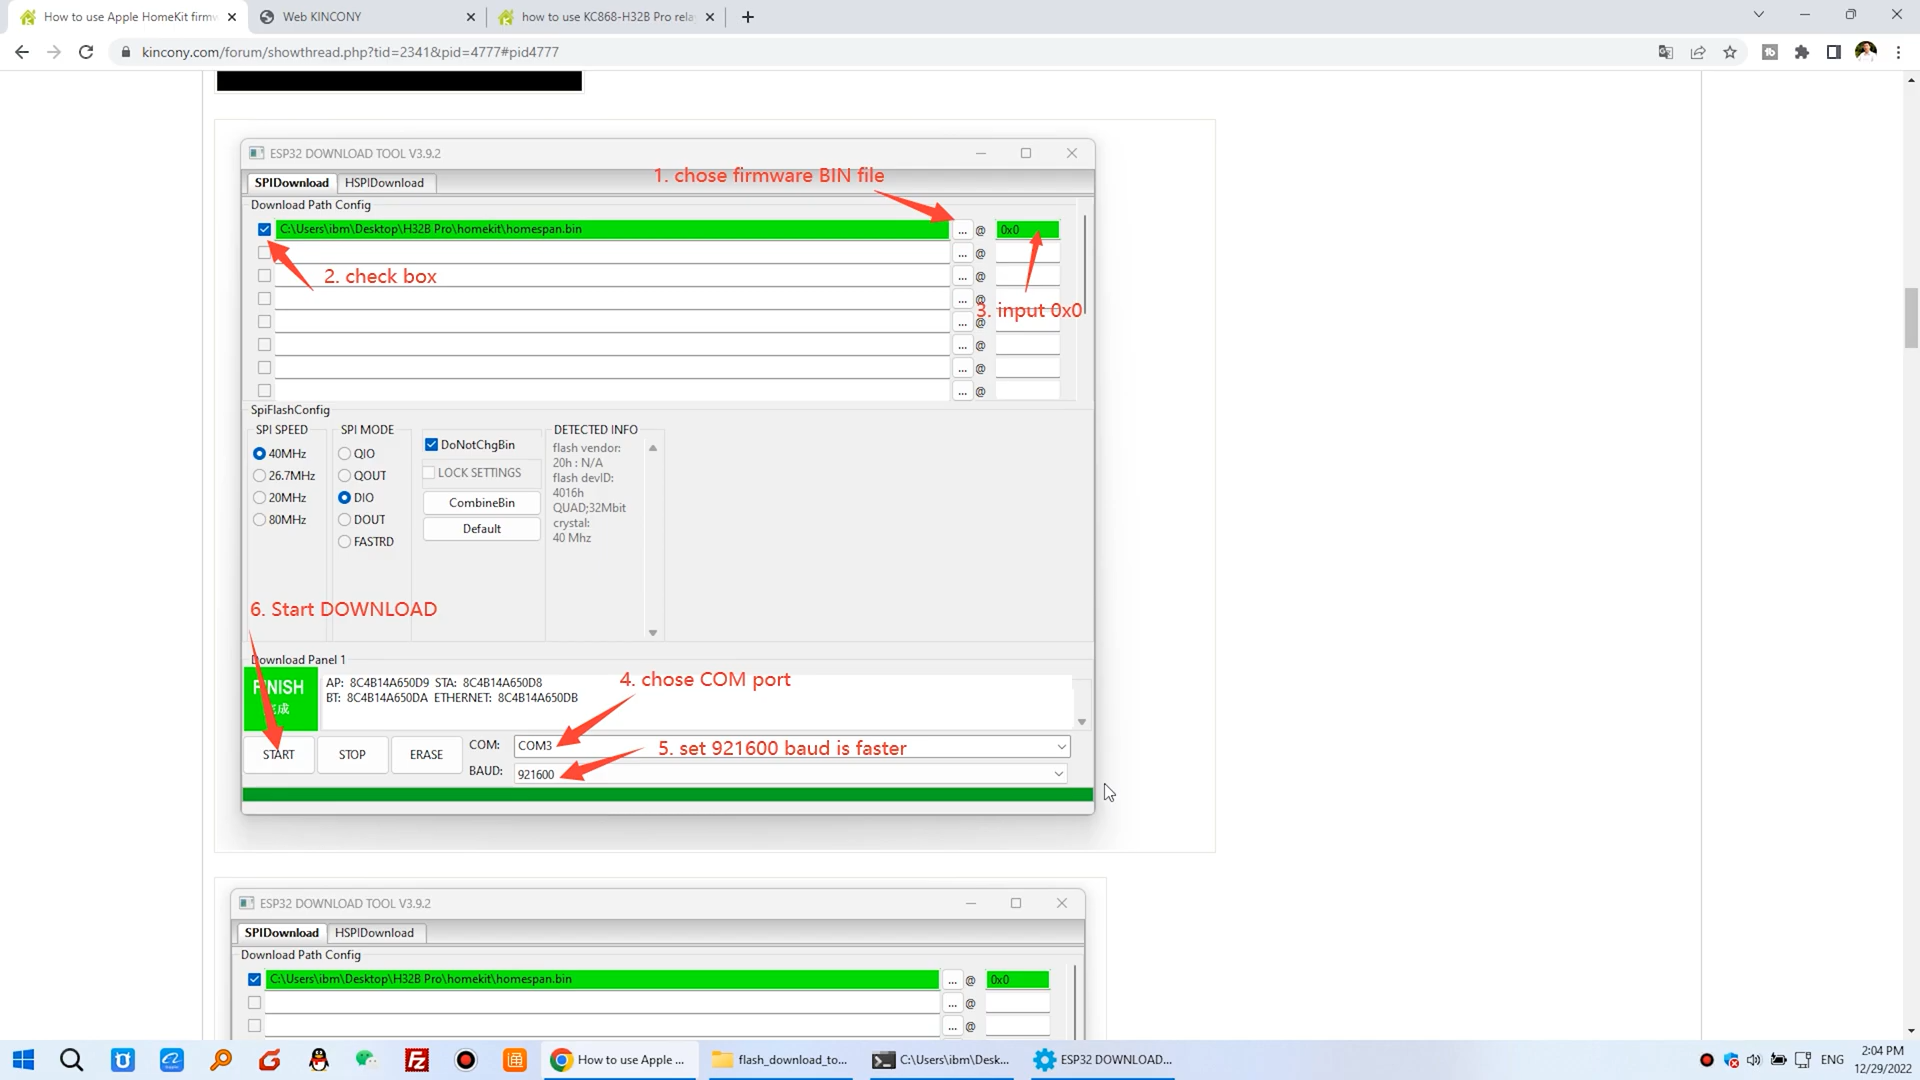 How to use Apple HomeKit firmw
Web KINCONY
how to use KC868-H32B Pro rela
kincony.com/forum/showthread.php?tid=2341&pid=4777#pid4777
ESP32 DOWNLOAD TOOL V3.9.2
1. chose firmware BIN file
SPIDownload HSPIDownload
Download Path Config
C:\Users\ibm\Desktop\H32B Pro\homekit\homespan.bin ... @ 0x0
... @
2. check box ... @
... @
3. input 0x0
... @
... @
... @
... @
SpiFlashConfig
SPI SPEED SPI MODE DETECTED INFO
40MHz QIO DoNotChgBin flash vendor:
20h : N/A
26.7MHz QOUT LOCK SETTINGS flash devID:
4016h
20MHz DIO CombineBin QUAD;32Mbit
80MHz DOUT Default crystal:
40 Mhz
FASTRD
6. Start DOWNLOAD
Download Panel 1
FINISH
完成
AP: 8C4B14A650D9 STA: 8C4B14A650D8
BT: 8C4B14A650DA ETHERNET: 8C4B14A650DB
4. chose COM port
START STOP ERASE
COM: COM3
5. set 921600 baud is faster
BAUD: 921600
ESP32 DOWNLOAD TOOL V3.9.2
SPIDownload HSPIDownload
Download Path Config
C:\Users\ibm\Desktop\H32B Pro\homekit\homespan.bin ... @ 0x0
... @
... @
How to use Apple ...
flash_download_to...
C:\Users\ibm\Desk...
ESP32 DOWNLOAD...
ENG
2:04 PM
12/29/2022